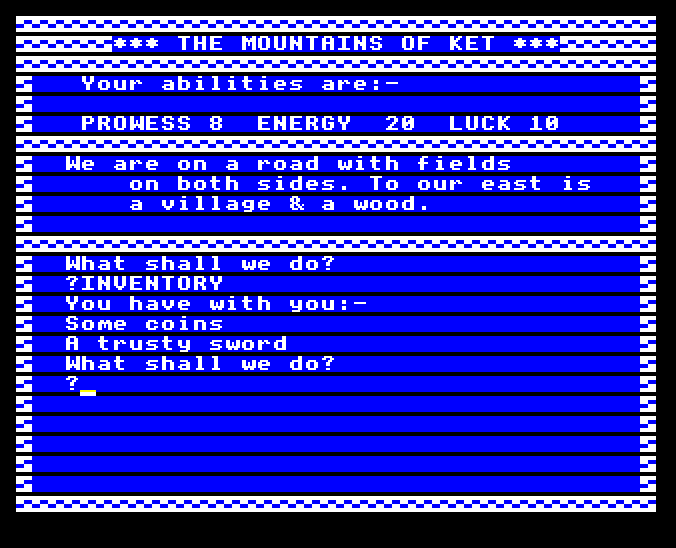 *** THE MOUNTAINS OF KET ***
Your abilities are:-
PROWESS 8 ENERGY 20 LUCK 10
We are on a road with fields
on both sides. To our east is
a village & a wood.
What shall we do?
?INVENTORY
You have with you:-
Some coins
A trusty sword
What shall we do?
?_